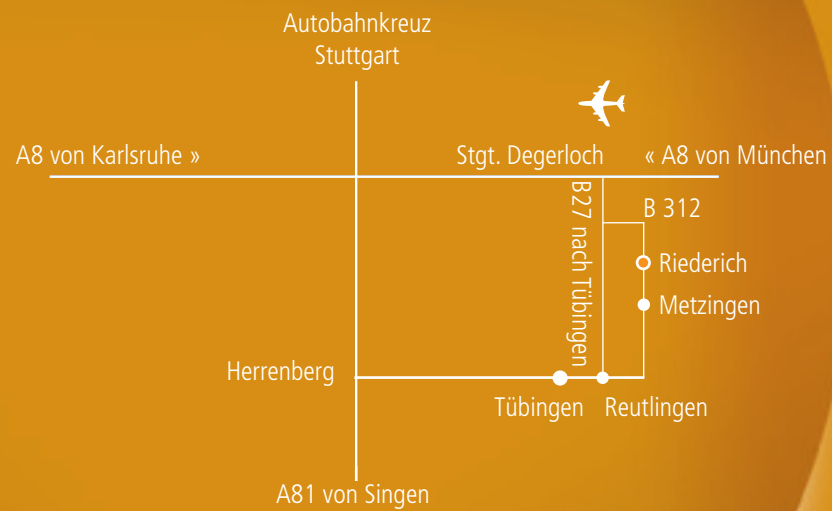 Autobahnkreuz
Stuttgart
A8 von Karlsruhe »
Stgt. Degerloch
« A8 von München
B27 nach Tübingen
B 312
Riederich
Metzingen
Herrenberg
Tübingen
Reutlingen
A81 von Singen